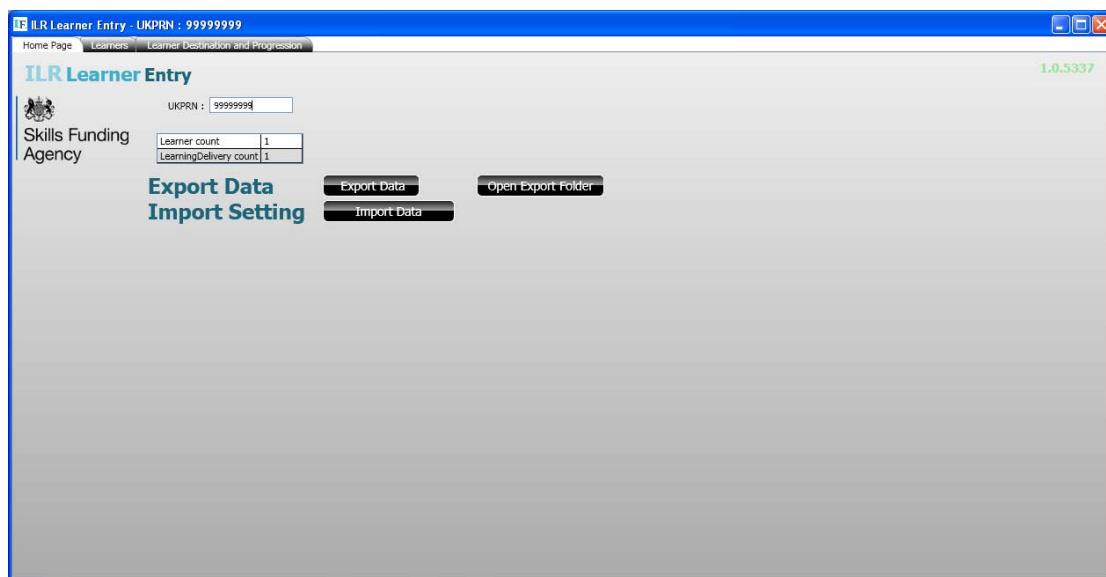 ILR Learner Entry - UKPRN : 99999999
Home Page Learners Learner Destination and Progression
ILR Learner Entry
1.0.5337
UKPRN : 99999999
Skills Funding
Agency
Learner count 1
LearningDelivery count 1
Export Data Export Data Open Export Folder
Import Setting Import Data